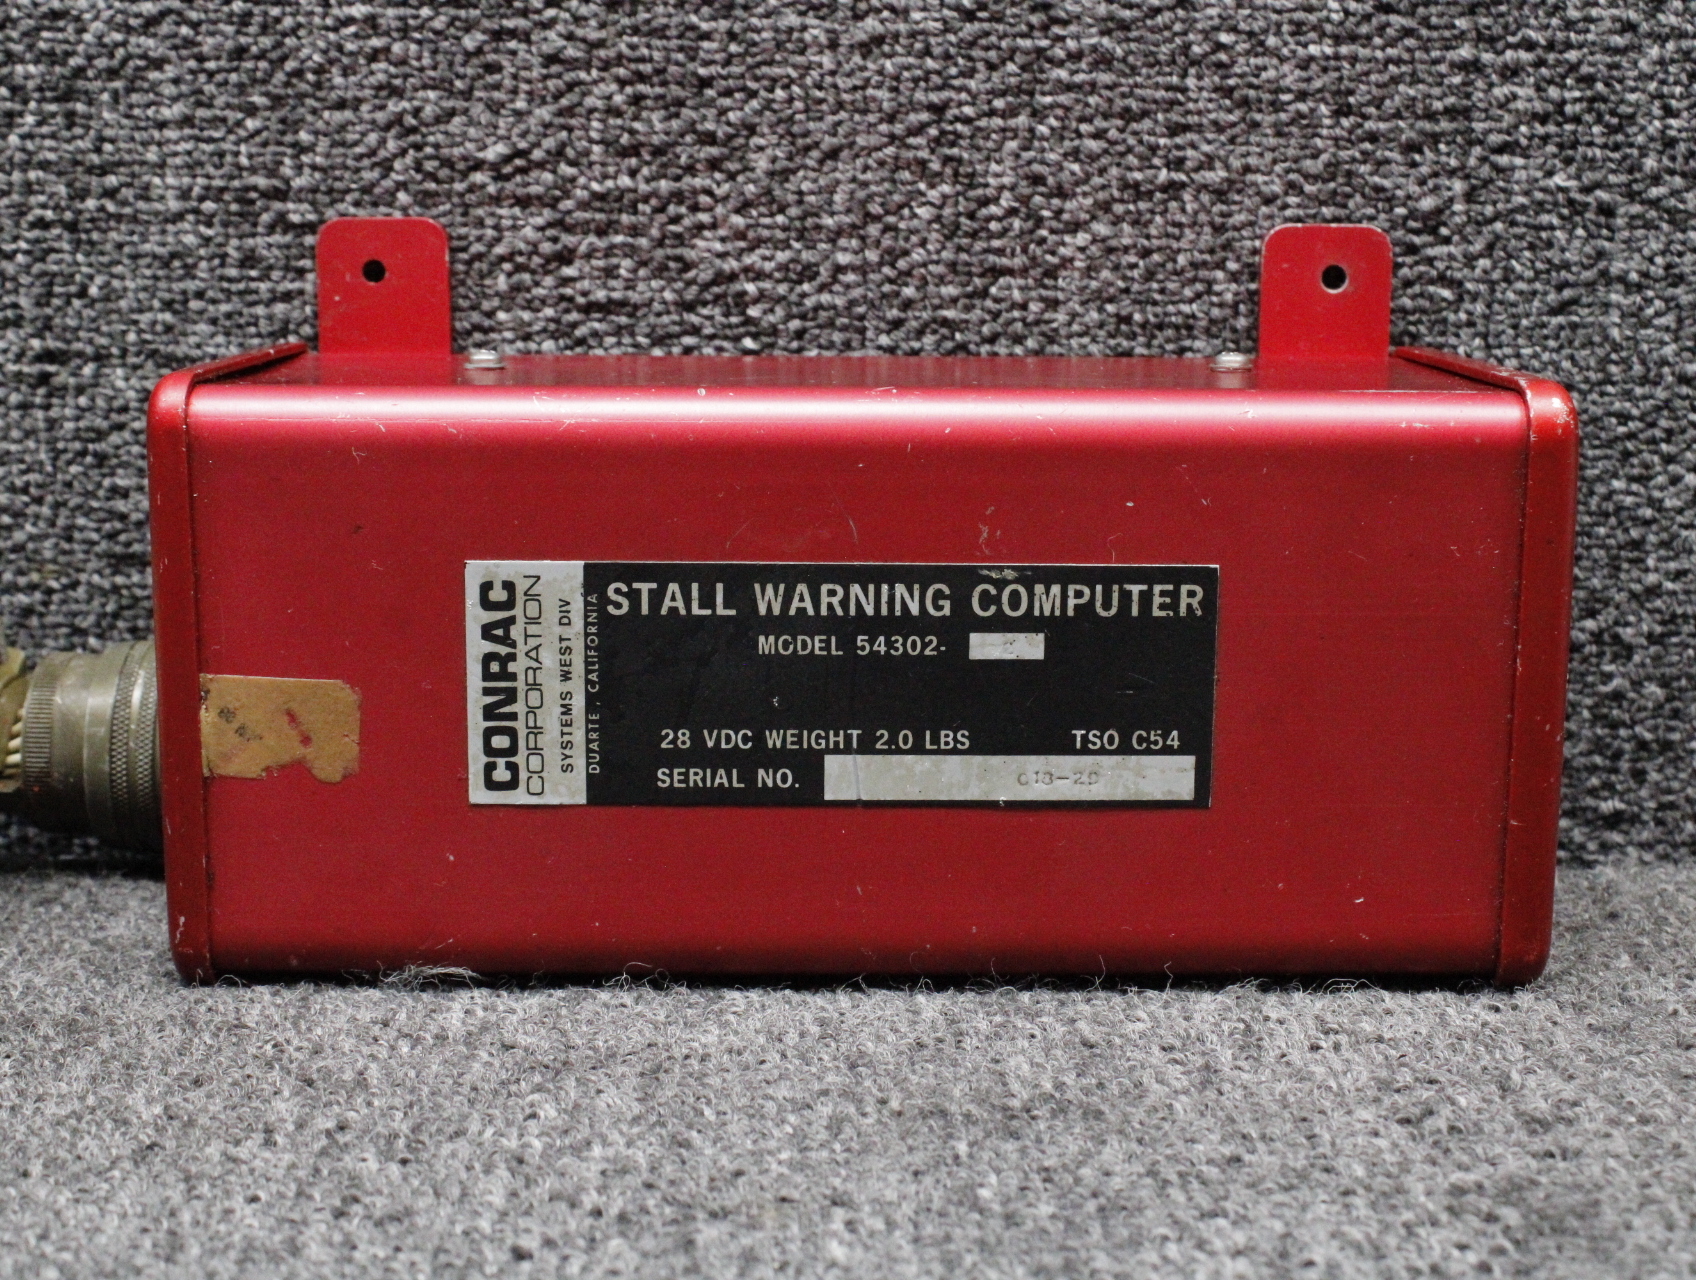 CONRAC
CORPORATION
SYSTEMS WEST DIV
DUARTE, CALIFORNIA
STALL WARNING COMPUTER
MODEL 54302-
28 VDC WEIGHT 2.0 LBS TSO C54
SERIAL NO.